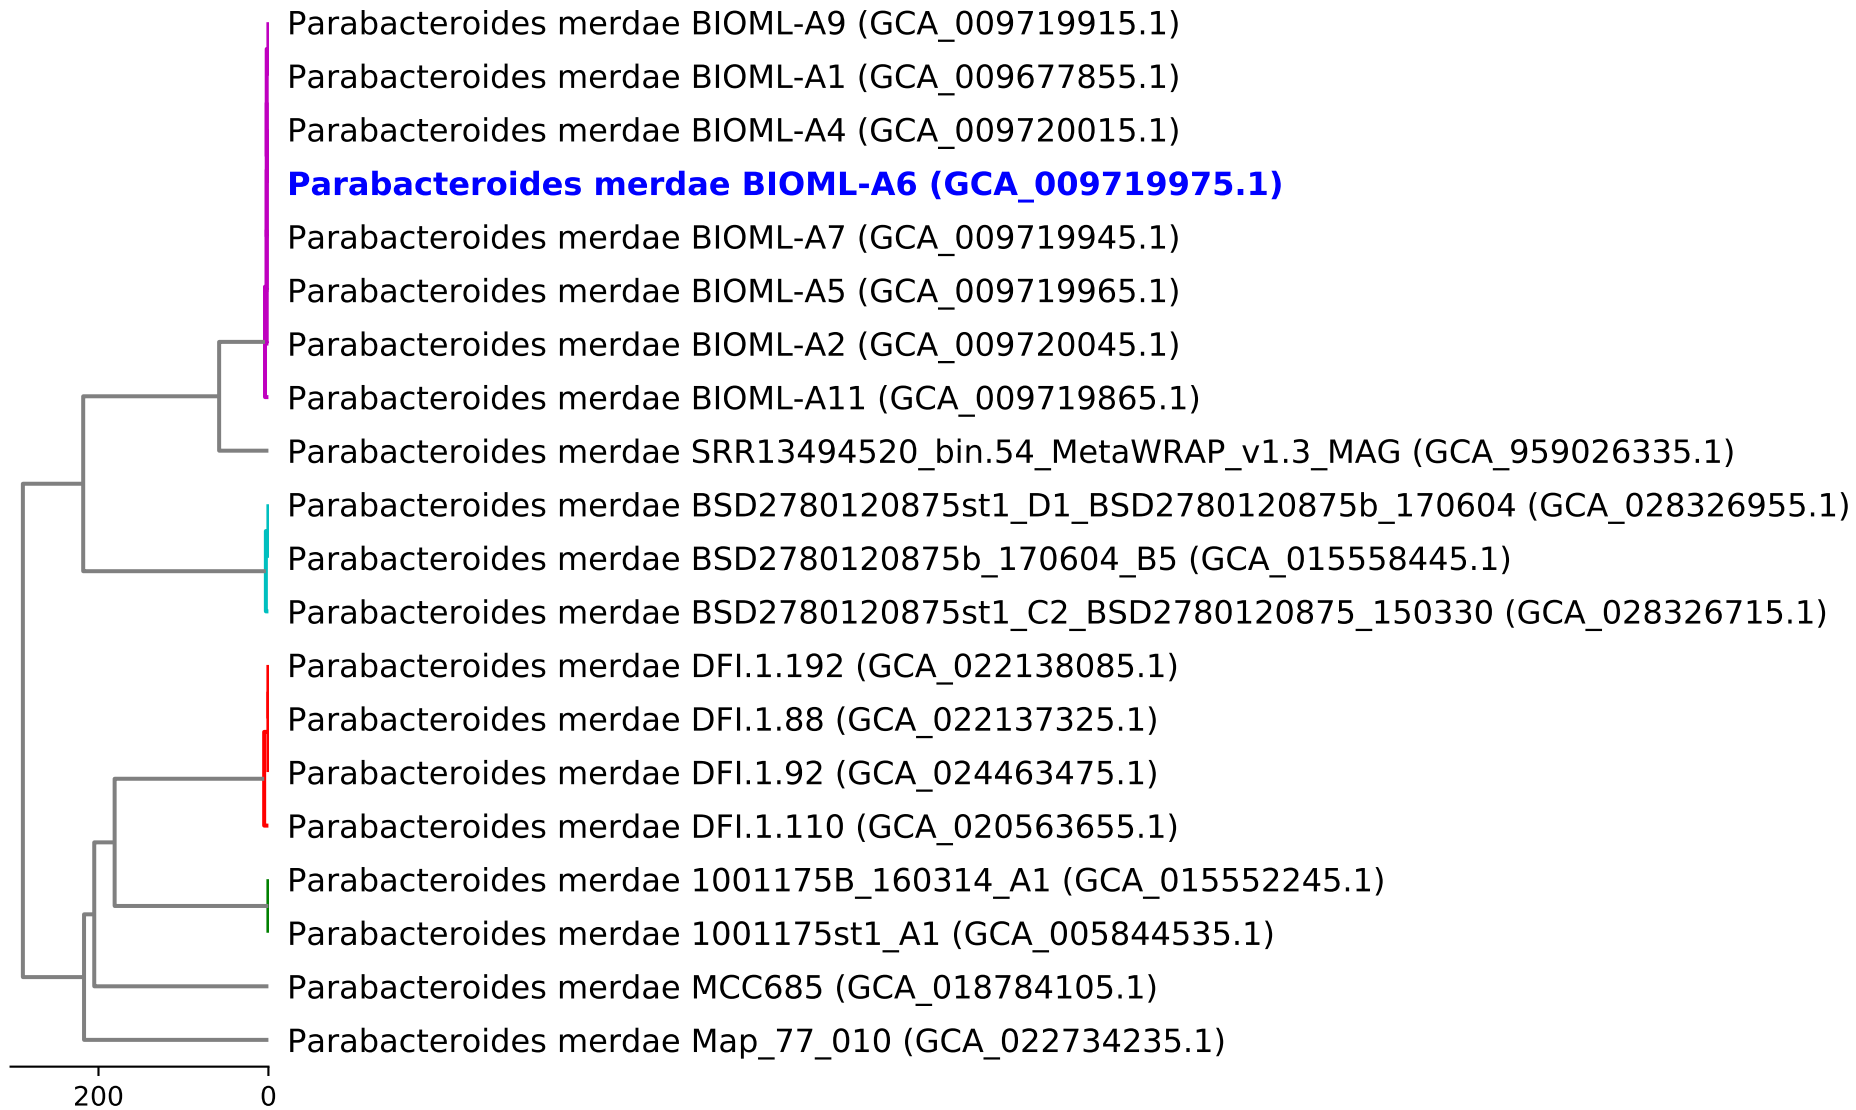 Parabacteroides merdae BIOML-A9 (GCA_009719915.1)
Parabacteroides merdae BIOML-A1 (GCA_009677855.1)
Parabacteroides merdae BIOML-A4 (GCA_009720015.1)
Parabacteroides merdae BIOML-A6 (GCA_009719975.1)
Parabacteroides merdae BIOML-A7 (GCA_009719945.1)
Parabacteroides merdae BIOML-A5 (GCA_009719965.1)
Parabacteroides merdae BIOML-A2 (GCA_009720045.1)
Parabacteroides merdae BIOML-A11 (GCA_009719865.1)
Parabacteroides merdae SRR13494520_bin.54_MetaWRAP_v1.3_MAG (GCA_959026335.1)
Parabacteroides merdae BSD2780120875st1_D1_BSD2780120875b_170604 (GCA_028326955.1)
Parabacteroides merdae BSD2780120875b_170604_B5 (GCA_015558445.1)
Parabacteroides merdae BSD2780120875st1_C2_BSD2780120875_150330 (GCA_028326715.1)
Parabacteroides merdae DFI.1.192 (GCA_022138085.1)
Parabacteroides merdae DFI.1.88 (GCA_022137325.1)
Parabacteroides merdae DFI.1.92 (GCA_024463475.1)
Parabacteroides merdae DFI.1.110 (GCA_020563655.1)
Parabacteroides merdae 1001175B_160314_A1 (GCA_015552245.1)
Parabacteroides merdae 1001175st1_A1 (GCA_005844535.1)
Parabacteroides merdae MCC685 (GCA_018784105.1)
Parabacteroides merdae Map_77_010 (GCA_022734235.1)
200 0